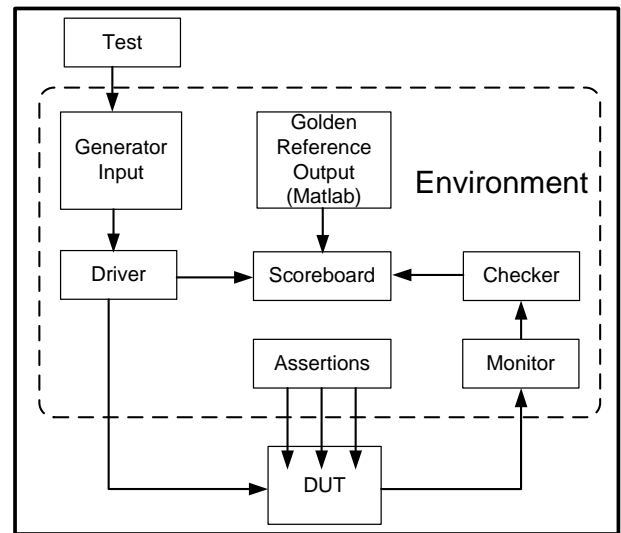 Test
Generator
Input
Golden
Reference
Output
(Matlab)
Environment
Driver
Scoreboard
Checker
Assertions
Monitor
DUT